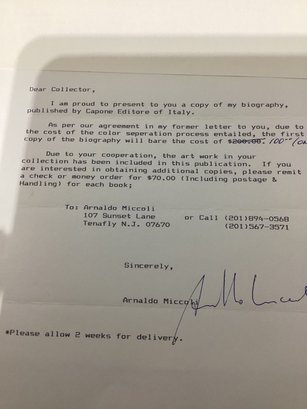 Dear Collector,
I am proud to present to you a copy of my biography,
published by Capone Editore of Italy.
As per our agreement in my former letter to you, due to
the cost of the color seperation process entailed, the first
copy of the biography will bare the cost of $200.00. 100
Due to your cooperation, the art work in your
collection has been included in this publication. If you
are interested in obtaining additional copies, please remit
a check or money order for $70.00 (Including postage &
Handling) for each book;
To: Arnaldo Miccoli
107 Sunset Lane or Call (201)894-0568
Tenafly N.J. 07670 (201)567-3571
Sincerely,
Arnaldo Miccoli
*Please allow 2 weeks for delivery.